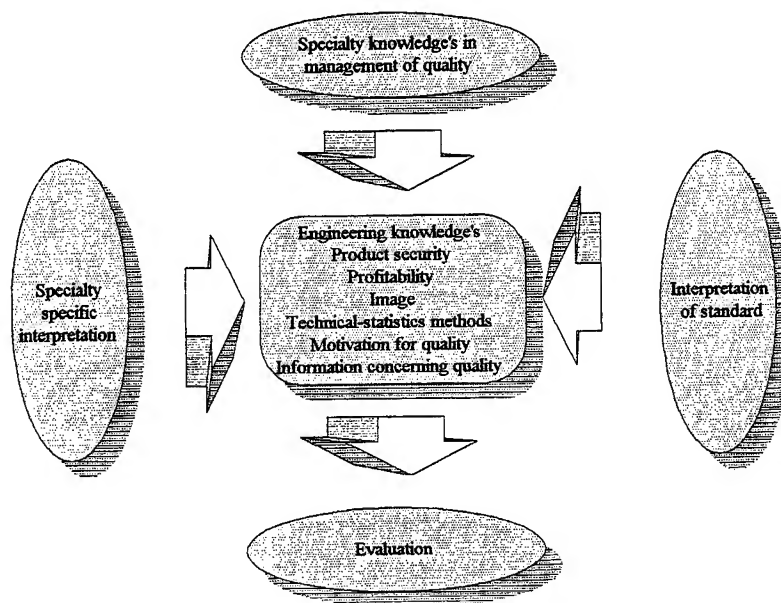 Specialty knowledge's in
management of quality
Engineering knowledge's
Product security
Profitability
Image
Technical-statistics methods
Motivation for quality
Information concerning quality
Specialty
specific
interpretation
Interpretation
of standard
Evaluation